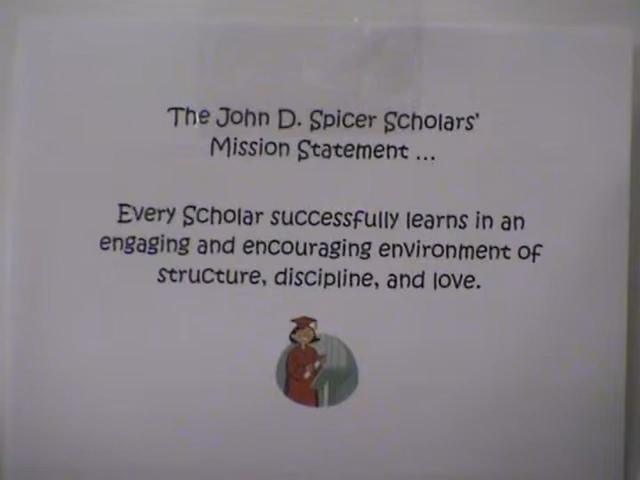 The John D. Spicer Scholars'
Mission Statement ...
Every Scholar successfully learns in an
engaging and encouraging environment of
structure, discipline, and love.